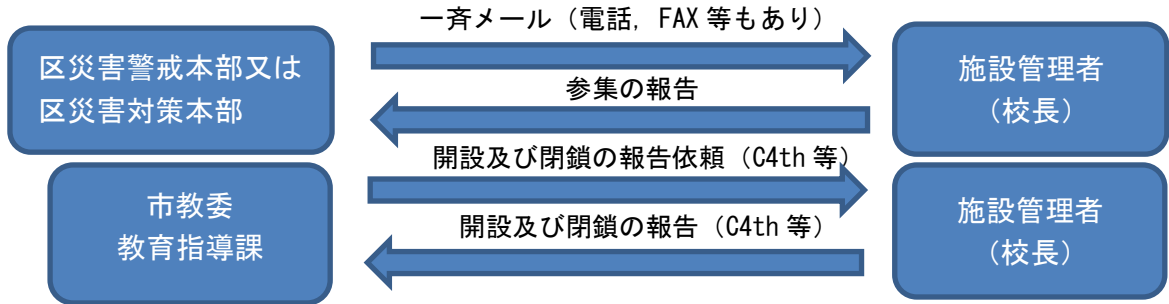 一斉メール（電話，FAX 等もあり）
区災害警戒本部又は
区災害対策本部
施設管理者
（校長）
参集の報告
開設及び閉鎖の報告依頼（C4th 等）
市教委
教育指導課
施設管理者
（校長）
開設及び閉鎖の報告（C4th 等）